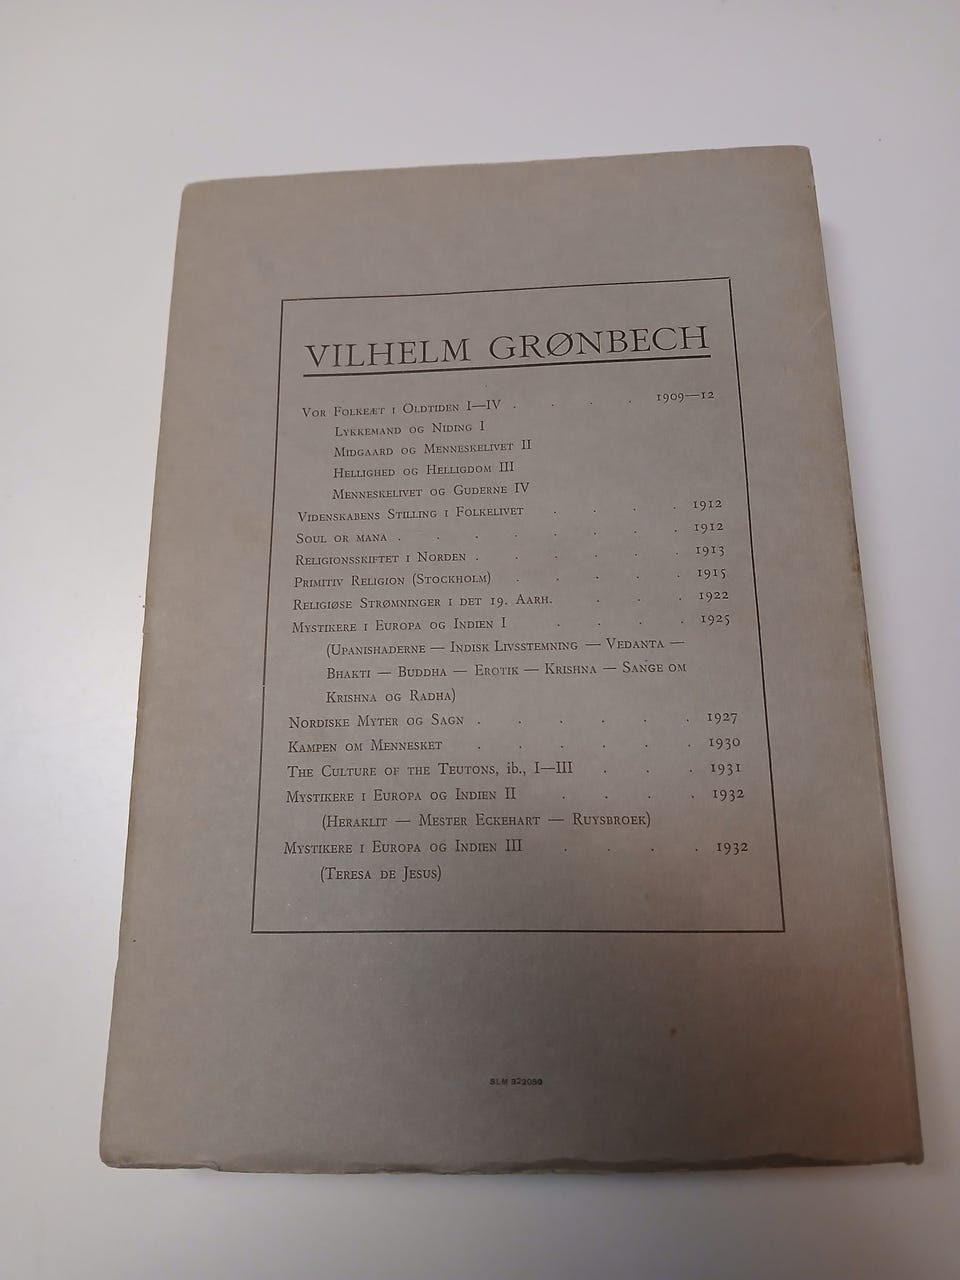 VILHELM GRØNBECH
VOR FOLKEÆT I OLDTIDEN I—IV . . . . 1909—12
LYKKEMAND OG NIDING I
MIDGAARD OG MENNESKELIVET II
HELLIGHED OG HELLIGDOM III
MENNESKELIVET OG GUDERNE IV
VIDENSKABENS STILLING I FOLKELIVET . . . . 1912
SOUL OR MANA . . . . . . . . 1912
RELIGIONSSKIFTET I NORDEN . . . . . . 1913
PRIMITIV RELIGION (STOCKHOLM) . . . . . 1915
RELIGIØSE STRØMNINGER I DET 19. AARH. . . . 1922
MYSTIKERE I EUROPA OG INDIEN I . . . . 1925
(UPANISHADERNE — INDISK LIVSSTEMNING — VEDANTA —
BHAKTI — BUDDHA — EROTIK — KRISHNA — SANGE OM
KRISHNA OG RADHA)
NORDISKE MYTER OG SAGN . . . . . . 1927
KAMPEN OM MENNESKET . . . . . . 1930
THE CULTURE OF THE TEUTONS, ib., I—III . . . 1931
MYSTIKERE I EUROPA OG INDIEN II . . . . 1932
(HERAKLIT — MESTER ECKEHART — RUYSBROEK)
MYSTIKERE I EUROPA OG INDIEN III . . . . 1932
(TERESA DE JESUS)